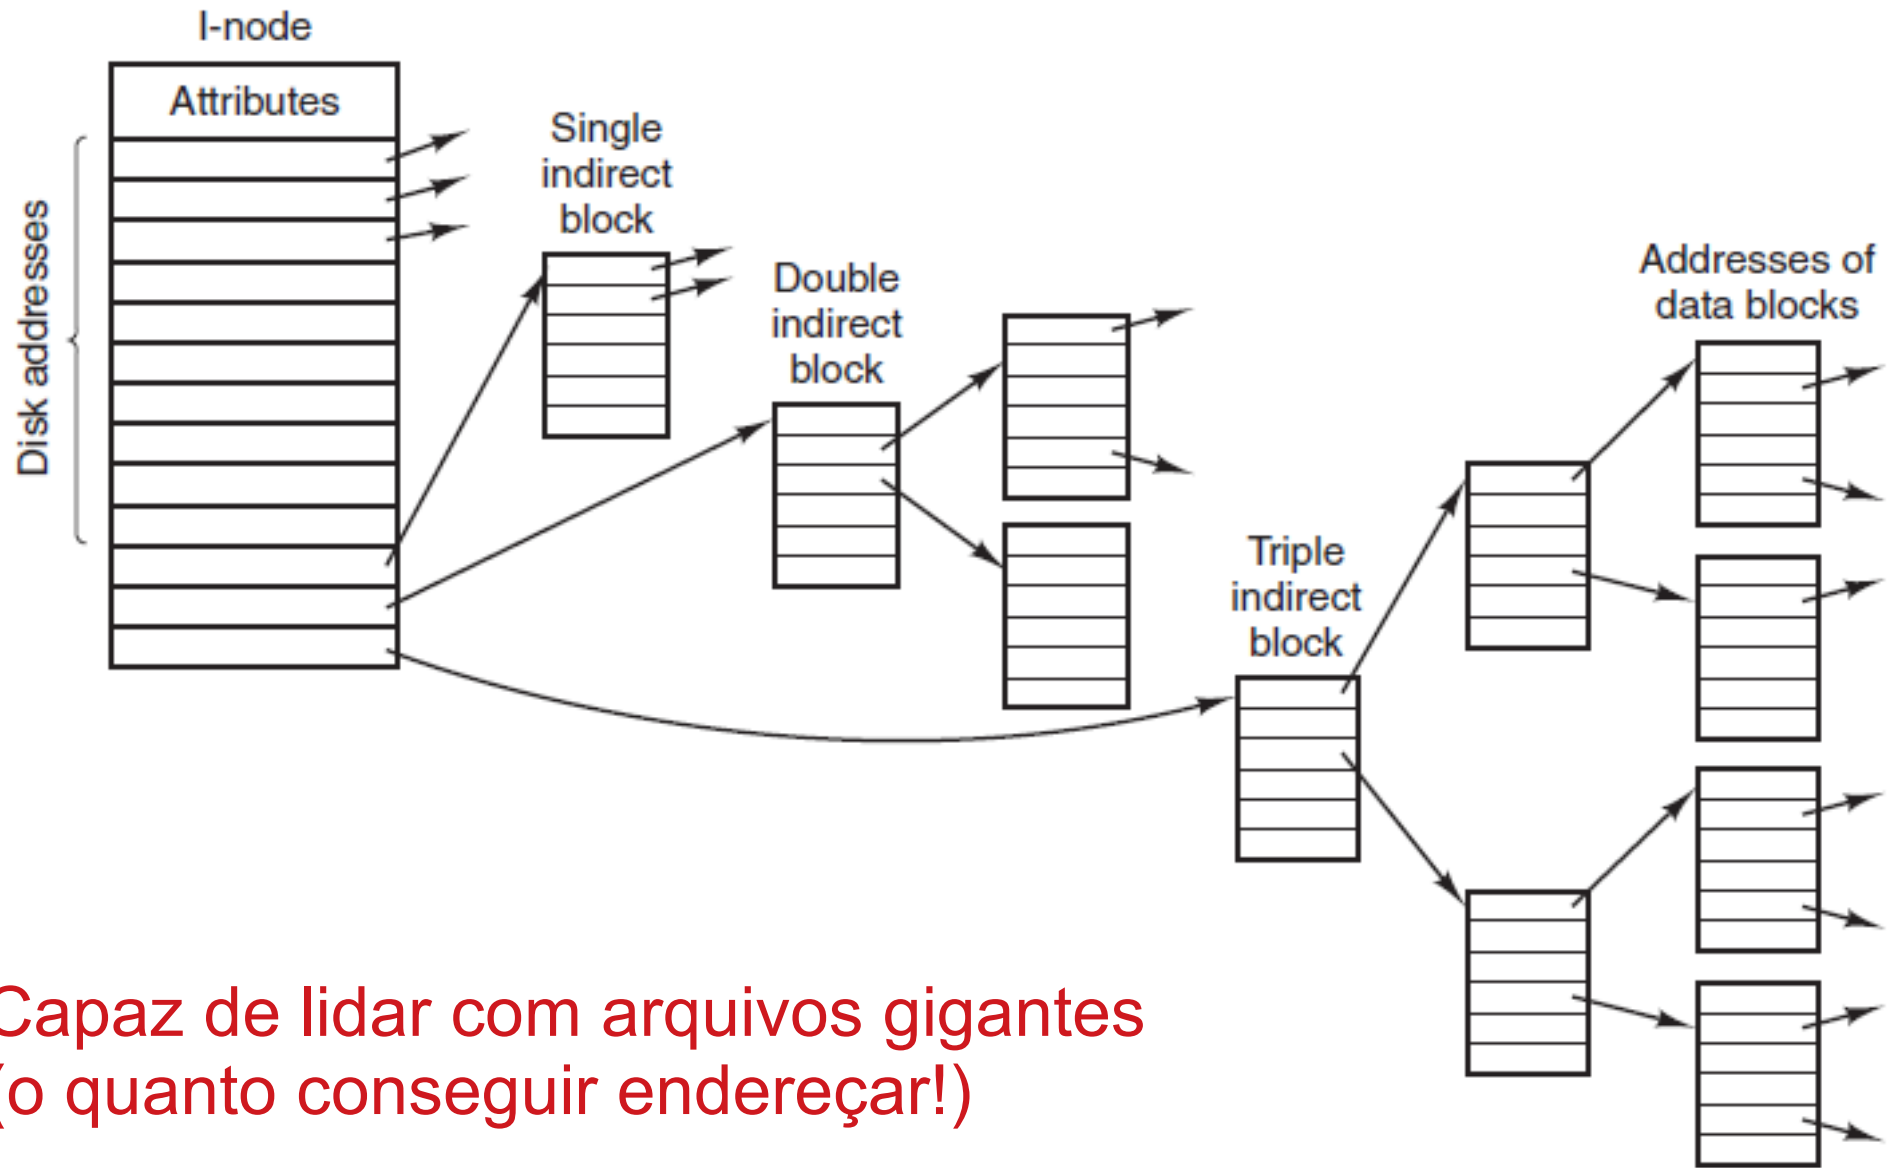 I-node
Attributes
Disk addresses
Single
indirect
block
Double
indirect
block
Triple
indirect
block
Addresses of
data blocks
Capaz de lidar com arquivos gigantes
(o quanto conseguir endereçar!)